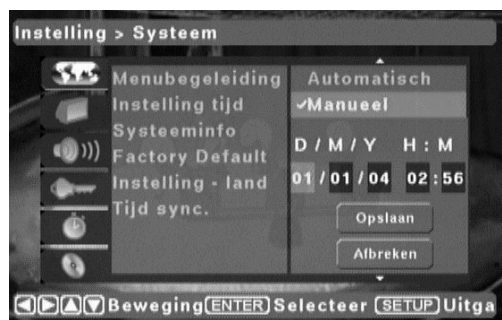 Instelling > Systeem
Menubegeleiding
Instelling tijd
Systeeminfo
Factory Default
Instelling - land
Tijd sync.
Automatisch
✓Manueel
D / M / Y H : M
01 / 01 / 04 02 : 56
Opslaan
Afbreken
Beweging ENTER Selecteer SETUP Uitga